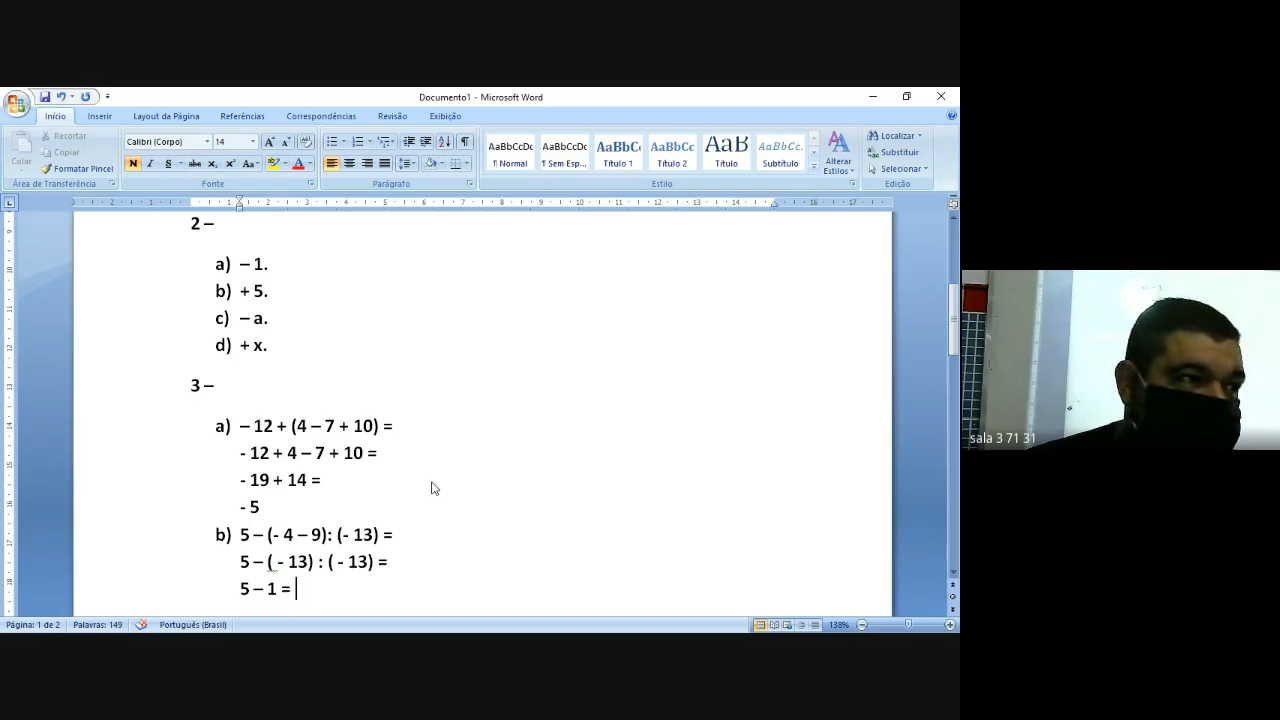 Documento1 - Microsoft Word
Início Inserir Layout da Página Referências Correspondências Revisão Exibição
Colar
Recortar
Copiar
Formatar Pincel
Área de Transferência
Calibri (Corpo) 14
N I S abc X₂ X² Aa A
Fonte
Parágrafo
AaBbCcDc AaBbCcDc AaBbC AaBbCc AaB AaBbCc.
¶ Normal ¶ Sem Esp... Título 1 Título 2 Título Subtítulo
Alterar
Estilos
Estilo
Localizar
Substituir
Selecionar
Edição
2 –
a) – 1.
b) + 5.
c) – a.
d) + x.
3 –
a) – 12 + (4 – 7 + 10) =
- 12 + 4 – 7 + 10 =
- 19 + 14 =
- 5
b) 5 – (- 4 – 9): (- 13) =
5 – ( - 13) : ( - 13) =
5 – 1 =
Página: 1 de 2 Palavras: 149 Português (Brasil) 138%
sala 3 71 31